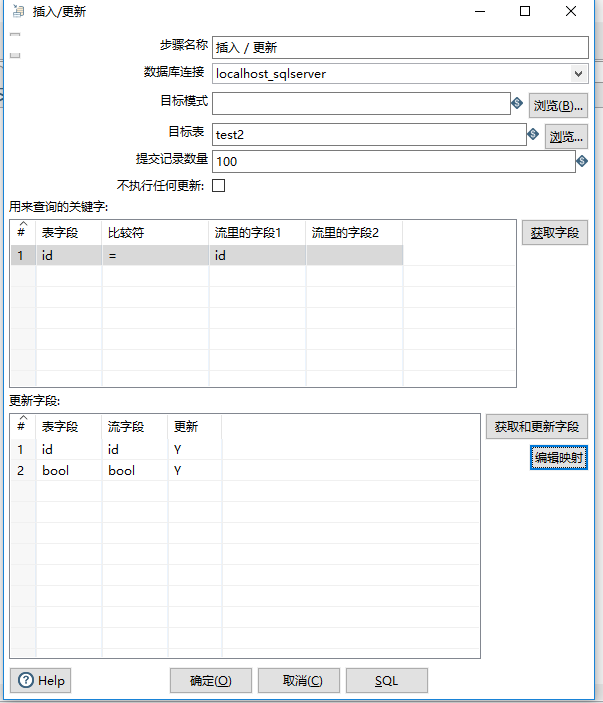 插入/更新
步骤名称 插入 / 更新
数据库连接 localhost_sqlserver
目标模式 浏览(B)...
目标表 test2 浏览...
提交记录数量 100
不执行任何更新:
用来查询的关键字:
# 表字段 比较符 流里的字段1 流里的字段2 获取字段
1 id = id
更新字段:
# 表字段 流字段 更新 获取和更新字段
1 id id Y 编辑映射
2 bool bool Y
Help 确定(O) 取消(C) SQL